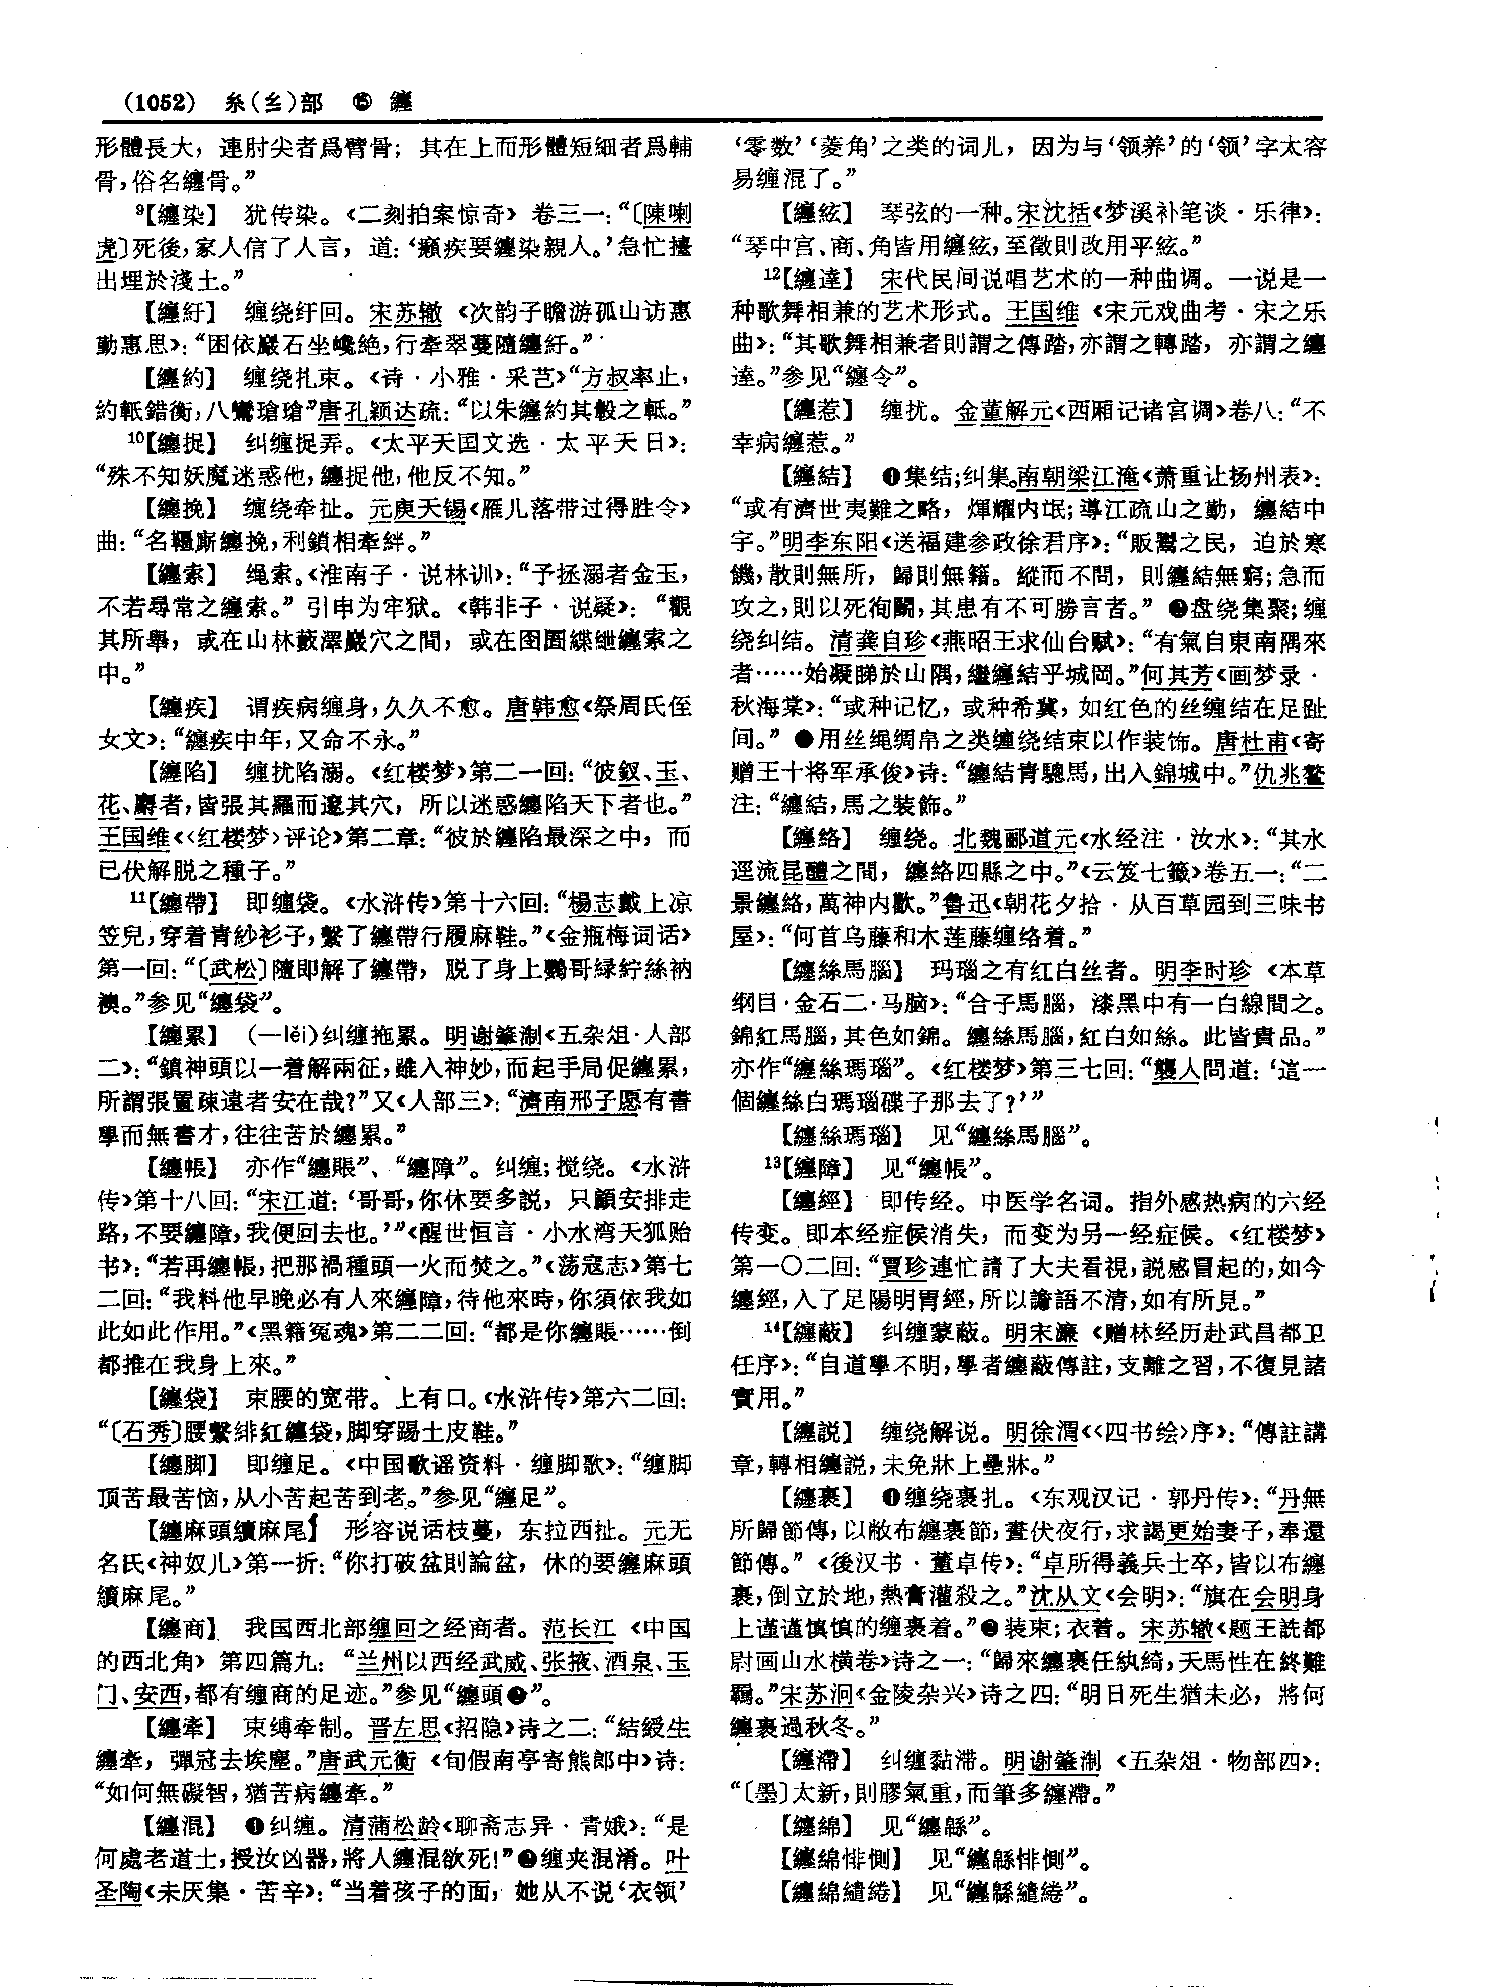 (1052) 糸(纟)部 ⑮ 纏
形體長大，連肘尖者爲臂骨；其在上而形體短細者爲輔
骨，俗名纏骨。”
⁹【纏染】 犹传染。《二刻拍案惊奇》卷三一：“〔陳喇
虎〕死後，家人信了人言，道：‘癩疾要纏染親人。’急忙擡
出埋於淺土。”
【纏紆】 缠绕纡回。宋苏辙《次韵子瞻游孤山访惠
勤惠思》：“困依巖石坐巉絶，行牽翠蔓隨纏紆。”
【纏約】 缠绕扎束。《诗·小雅·采芑》“方叔率止，
約軝錯衡，八鸞瑲瑲”唐孔颖达疏：“以朱纏約其轂之軝。”
¹⁰【纏捉】 纠缠捉弄。《太平天国文选·太平天日》：
“殊不知妖魔迷惑他，纏捉他，他反不知。”
【纏挽】 缠绕牵扯。元庾天锡《雁儿落带过得胜令》
曲：“名韁廝纏挽，利鎖相牽絆。”
【纏索】 绳索。《淮南子·说林训》：“予拯溺者金玉，
不若尋常之纏索。”引申为牢狱。《韩非子·说疑》：“觀
其所舉，或在山林藪澤巖穴之間，或在囹圄緤紲纏索之
中。”
【纏疾】 谓疾病缠身，久久不愈。唐韩愈《祭周氏侄
女文》：“纏疾中年，又命不永。”
【纏陷】 缠扰陷溺。《红楼梦》第二一回：“彼釵、玉、
花、麝者，皆張其羅而邃其穴，所以迷惑纏陷天下者也。”
王国维《〈红楼梦〉评论》第二章：“彼於纏陷最深之中，而
已伏解脱之種子。”
¹¹【纏帶】 即缠袋。《水浒传》第十六回：“楊志戴上凉
笠兒，穿着青紗衫子，繫了纏帶行履麻鞋。”《金瓶梅词话》
第一回：“〔武松〕隨即解了纏帶，脱了身上鸚哥緑紵絲衲
襖。”参见“纏袋”。
【纏累】 （—lěi）纠缠拖累。明谢肇淛《五杂俎·人部
二》：“鎮神頭以一着解兩征，雖入神妙，而起手局促纏累，
所謂張置疎遠者安在哉？”又《人部三》：“濟南邢子愿有書
學而無書才，往往苦於纏累。”
【纏帳】 亦作“纏賬”、“纏障”。纠缠；搅绕。《水浒
传》第十八回：“宋江道：‘哥哥，你休要多説，只顧安排走
路，不要纏障，我便回去也。’”《醒世恒言·小水湾天狐贻
书》：“若再纏帳，把那禍種頭一火而焚之。”《荡寇志》第七
二回：“我料他早晚必有人來纏障，待他來時，你須依我如
此如此作用。”《黑籍冤魂》第二二回：“都是你纏賬……倒
都推在我身上來。”
【纏袋】 束腰的宽带。上有口。《水浒传》第六二回：
“〔石秀〕腰繫绯紅纏袋，脚穿踢土皮鞋。”
【纏脚】 即缠足。《中国歌谣资料·缠脚歌》：“缠脚
顶苦最苦恼，从小苦起苦到老。”参见“纏足”。
【纏麻頭續麻尾】 形容说话枝蔓，东拉西扯。元无
名氏《神奴儿》第一折：“你打破盆則論盆，休的要纏麻頭
續麻尾。”
【纏商】 我国西北部缠回之经商者。范长江《中国
的西北角》第四篇九：“兰州以西经武威、张掖、酒泉、玉
门、安西，都有缠商的足迹。”参见“纏頭❷”。
【纏牽】 束缚牵制。晋左思《招隐》诗之二：“結綬生
纏牽，彈冠去埃塵。”唐武元衡《旬假南亭寄熊郎中》诗：
“如何無礙智，猶苦病纏牽。”
【纏混】 ❶纠缠。清蒲松龄《聊斋志异·青娥》：“是
何處老道士，授汝凶器，將人纏混欲死！”❷缠夹混淆。叶
圣陶《未厌集·苦辛》：“当着孩子的面，她从不说‘衣领’
‘零数’‘菱角’之类的词儿，因为与‘领养’的‘领’字太容
易缠混了。”
【纏絃】 琴弦的一种。宋沈括《梦溪补笔谈·乐律》：
“琴中宫、商、角皆用纏絃，至徵則改用平絃。”
¹²【纏達】 宋代民间说唱艺术的一种曲调。一说是一
种歌舞相兼的艺术形式。王国维《宋元戏曲考·宋之乐
曲》：“其歌舞相兼者則謂之傳踏，亦謂之轉踏，亦謂之纏
達。”参见“纏令”。
【纏惹】 缠扰。金董解元《西厢记诸宫调》卷八：“不
幸病纏惹。”
【纏結】 ❶集结；纠集。南朝梁江淹《萧重让扬州表》：
“或有濟世夷難之略，煇耀内氓；導江疏山之勤，纏結中
宇。”明李东阳《送福建参政徐君序》：“販鬻之民，迫於寒
饑，散則無所，歸則無籍。縱而不問，則纏結無窮；急而
攻之，則以死徇鬭，其患有不可勝言者。”❷盘绕集聚；缠
绕纠结。清龚自珍《燕昭王求仙台赋》：“有氣自東南隅來
者……始凝睇於山隅，繼纏結乎城岡。”何其芳《画梦录·
秋海棠》：“或种记忆，或种希冀，如红色的丝缠结在足趾
间。”❸用丝绳绸帛之类缠绕结束以作装饰。唐杜甫《寄
赠王十将军承俊》诗：“纏結青驄馬，出入錦城中。”仇兆鳌
注：“纏結，馬之裝飾。”
【纏絡】 缠绕。北魏郦道元《水经注·汝水》：“其水
逕流昆醴之間，纏絡四縣之中。”《云笈七籤》卷五一：“二
景纏絡，萬神内歡。”鲁迅《朝花夕拾·从百草园到三味书
屋》：“何首乌藤和木莲藤缠络着。”
【纏絲馬腦】 玛瑙之有红白丝者。明李时珍《本草
纲目·金石二·马脑》：“合子馬腦，漆黑中有一白線間之。
錦紅馬腦，其色如錦。纏絲馬腦，紅白如絲。此皆貴品。”
亦作“纏絲瑪瑙”。《红楼梦》第三七回：“襲人問道：‘這一
個纏絲白瑪瑙碟子那去了？’”
【纏絲瑪瑙】 见“纏絲馬腦”。
¹³【纏障】 见“纏帳”。
【纏經】 即传经。中医学名词。指外感热病的六经
传变。即本经症候消失，而变为另一经症候。《红楼梦》
第一〇二回：“賈珍連忙請了大夫看視，説感冒起的，如今
纏經，入了足陽明胃經，所以譫語不清，如有所見。”
¹⁴【纏蔽】 纠缠蒙蔽。明宋濂《赠林经历赴武昌都卫
任序》：“自道學不明，學者纏蔽傳註，支離之習，不復見諸
實用。”
【纏説】 缠绕解说。明徐渭《〈四书绘〉序》：“傳註講
章，轉相纏説，未免牀上疊牀。”
【纏裹】 ❶缠绕裹扎。《东观汉记·郭丹传》：“丹無
所歸節傳，以敝布纏裹節，晝伏夜行，求謁更始妻子，奉還
節傳。”《後汉书·董卓传》：“卓所得義兵士卒，皆以布纏
裹，倒立於地，熱膏灌殺之。”沈从文《会明》：“旗在会明身
上谨谨慎慎的缠裹着。”❷装束；衣着。宋苏辙《题王诜都
尉画山水横卷》诗之一：“歸來纏裹任紈綺，天馬性在終難
羈。”宋苏泂《金陵杂兴》诗之四：“明日死生猶未必，將何
纏裹過秋冬。”
【纏滯】 纠缠黏滞。明谢肇淛《五杂俎·物部四》：
“〔墨〕太新，則膠氣重，而筆多纏滯。”
【纏綿】 见“纏緜”。
【纏綿悱惻】 见“纏緜悱惻”。
【纏綿繾綣】 见“纏緜繾綣”。